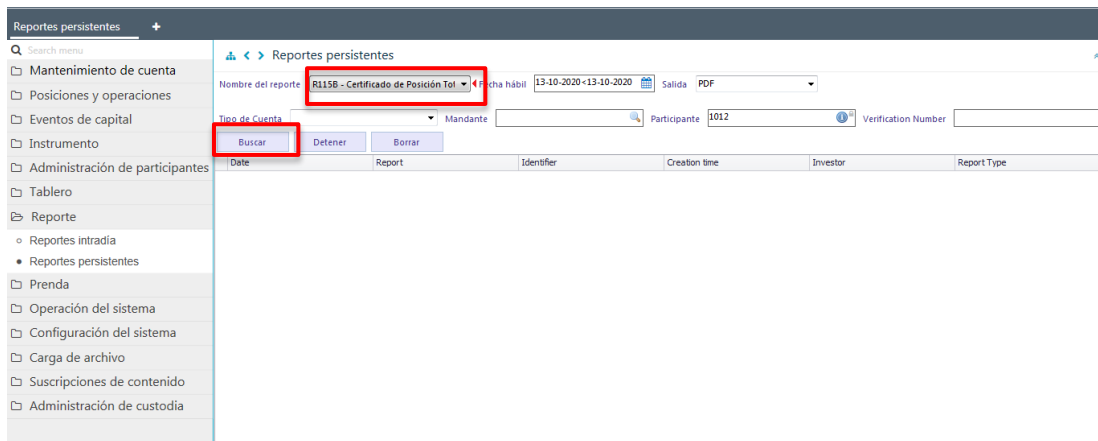 Reportes persistentes +
Search menu
Mantenimiento de cuenta
Posiciones y operaciones
Eventos de capital
Instrumento
Administración de participantes
Tablero
Reporte
Reportes intradía
Reportes persistentes
Prenda
Operación del sistema
Configuración del sistema
Carga de archivo
Suscripciones de contenido
Administración de custodia
Reportes persistentes
Nombre del reporte R115B - Certificado de Posición Tot Fecha hábil 13-10-2020<13-10-2020 Salida PDF
Tipo de Cuenta Mandante Participante 1012 Verification Number
Buscar Detener Borrar
Date Report Identifier Creation time Investor Report Type